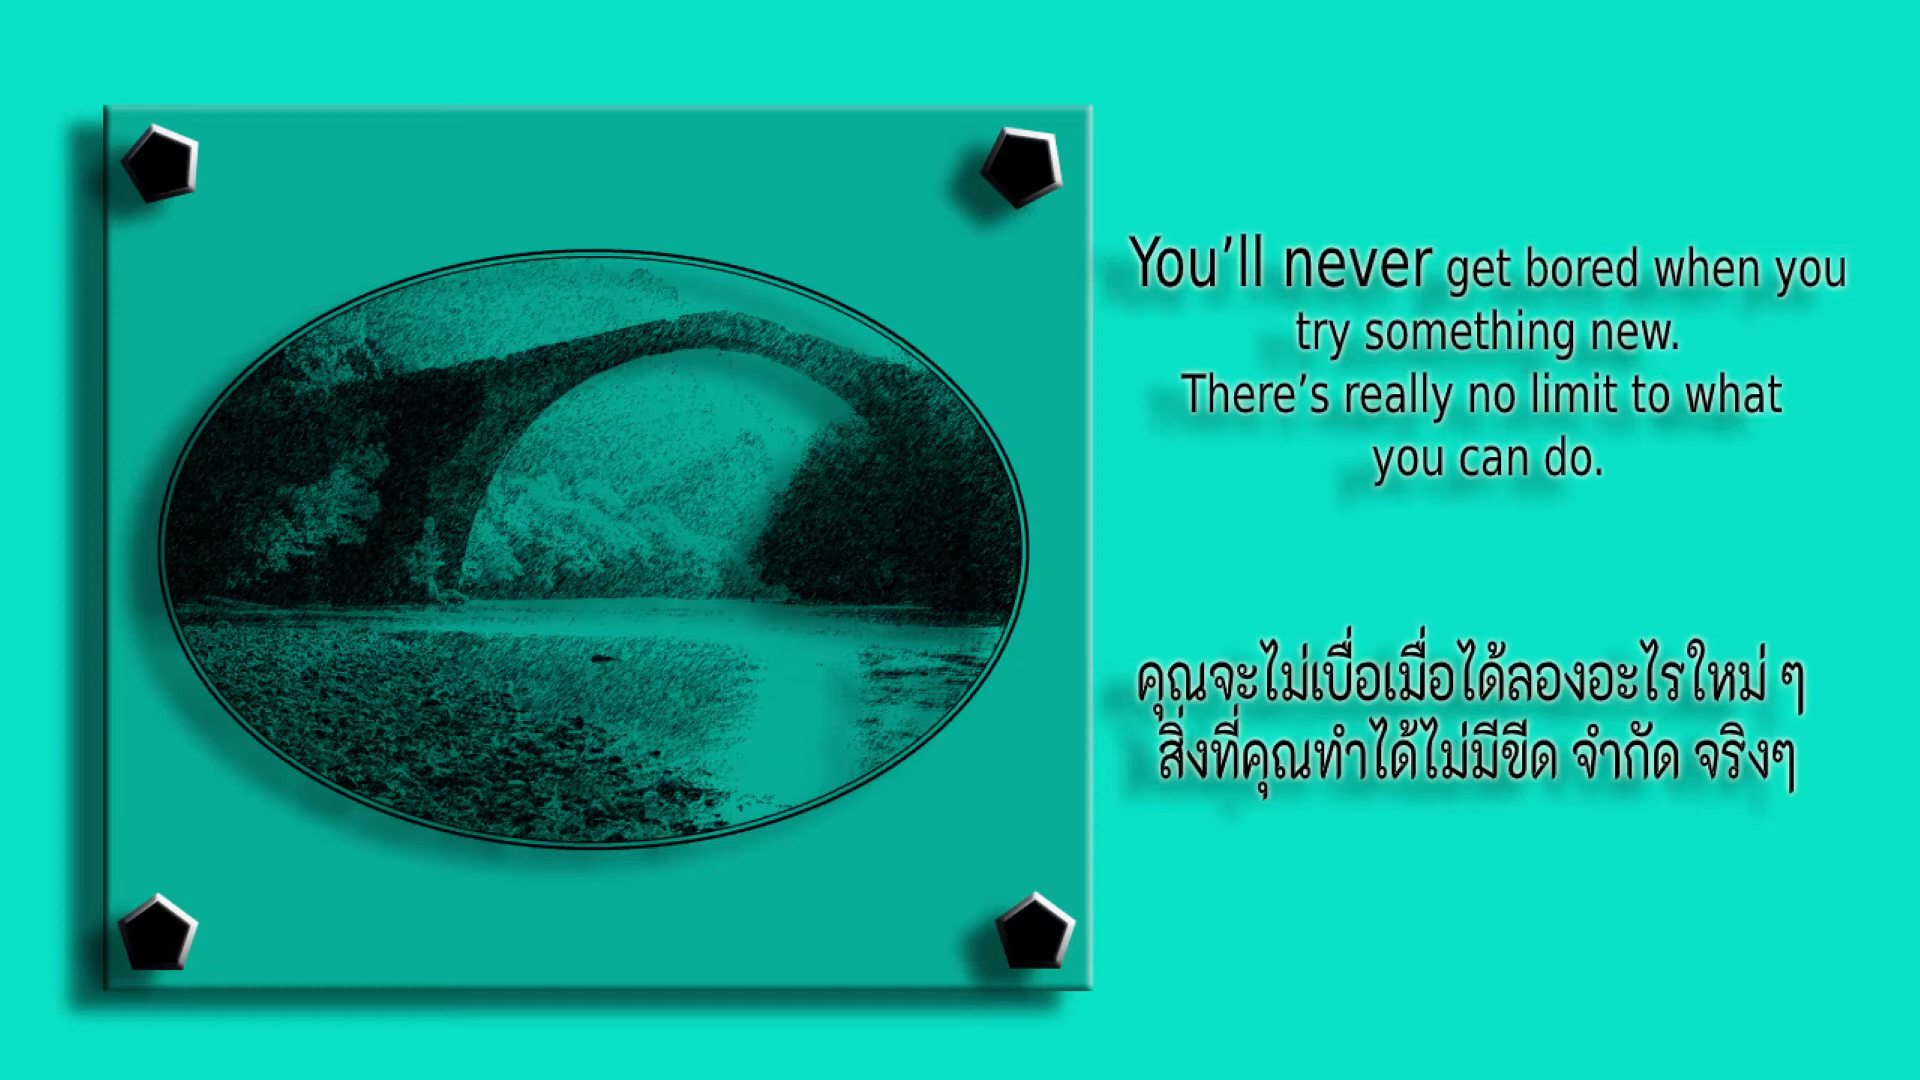 You’ll never get bored when you
try something new.
There’s really no limit to what
you can do.
คุณจะไม่เบื่อเมื่อได้ลองอะไรใหม่ ๆ
สิ่งที่คุณทำได้ไม่มีขีด จำกัด จริงๆ